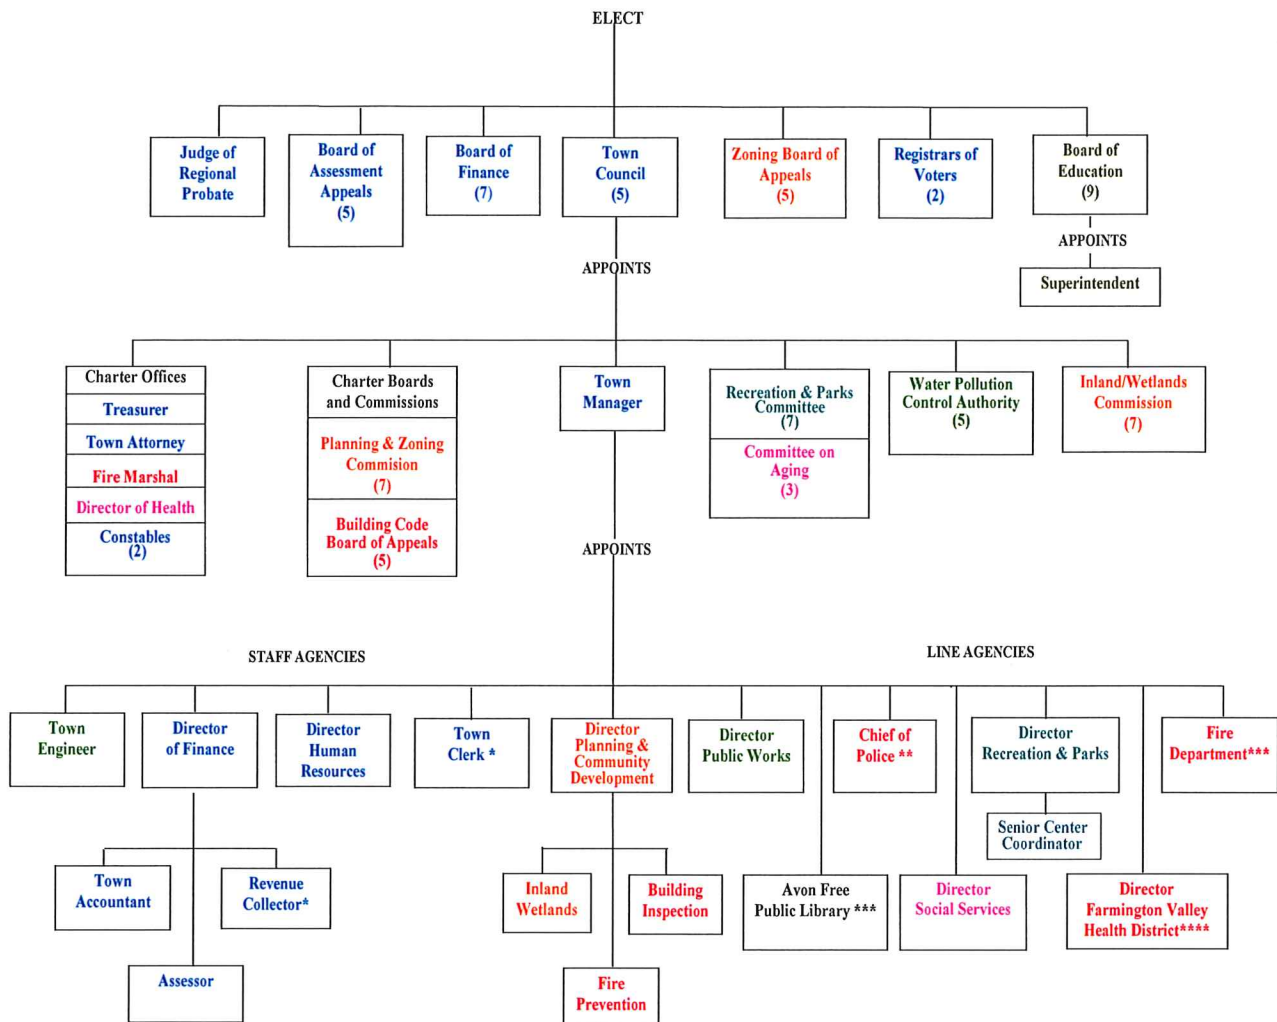 ELECT
Judge of
Regional
Probate
Board of
Assessment
Appeals
(5)
Board of
Finance
(7)
Town
Council
(5)
Zoning Board of
Appeals
(5)
Registrars of
Voters
(2)
Board of
Education
(9)
APPOINTS
Superintendent
APPOINTS
Charter Offices
Treasurer
Town Attorney
Fire Marshal
Director of Health
Constables
(2)
Charter Boards
and Commissions
Planning & Zoning
Commision
(7)
Building Code
Board of Appeals
(5)
Town
Manager
Recreation & Parks
Committee
(7)
Committee on
Aging
(3)
Water Pollution
Control Authority
(5)
Inland/Wetlands
Commission
(7)
APPOINTS
STAFF AGENCIES
LINE AGENCIES
Town
Engineer
Director
of Finance
Director
Human
Resources
Town
Clerk *
Director
Planning &
Community
Development
Director
Public Works
Chief of
Police **
Director
Recreation & Parks
Fire
Department***
Senior Center
Coordinator
Town
Accountant
Revenue
Collector*
Inland
Wetlands
Building
Inspection
Avon Free
Public Library ***
Director
Social Services
Director
Farmington Valley
Health District****
Assessor
Fire
Prevention